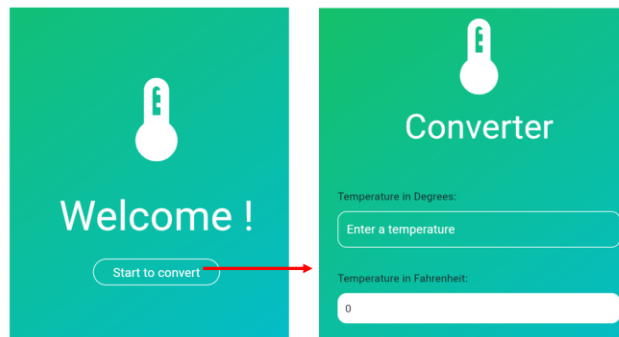 Welcome !
Start to convert
Converter
Temperature in Degrees:
Enter a temperature
Temperature in Fahrenheit:
0